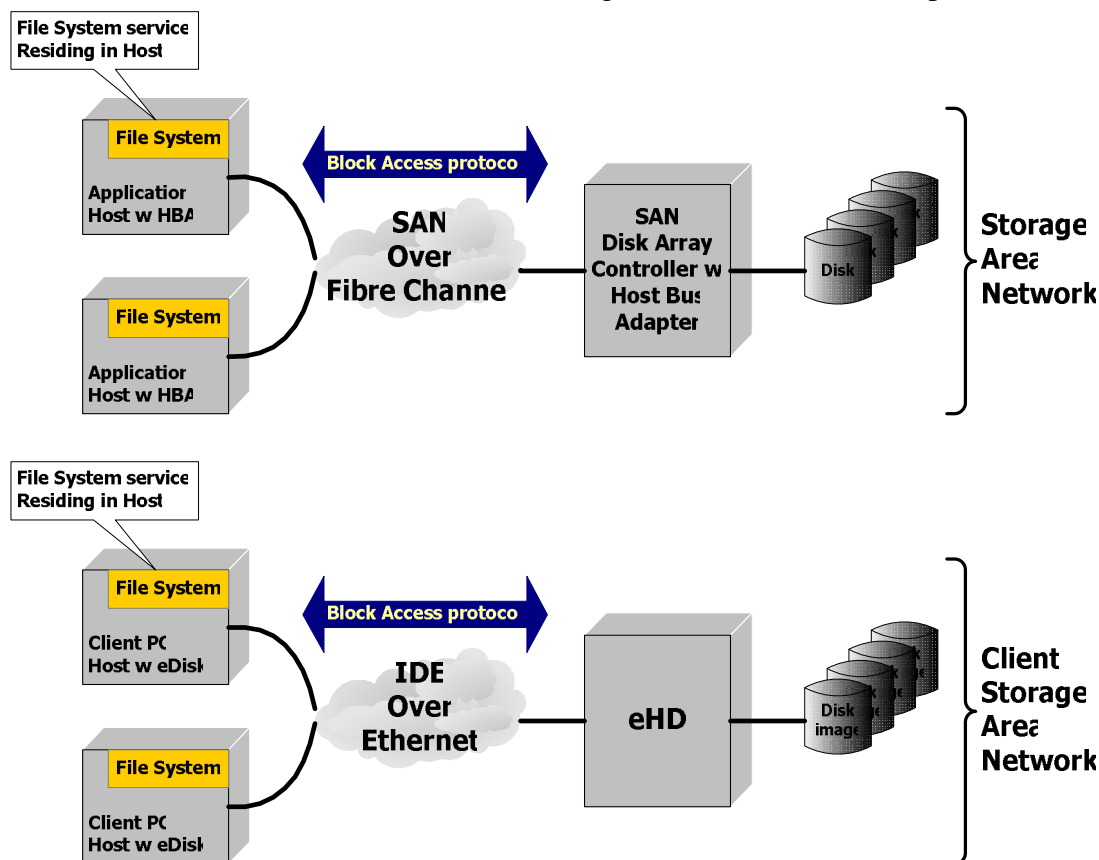 File System service
Residing in Host
File System
Application
Host w HBA
Block Access protoco
SAN
Over
Fibre Channe
SAN
Disk Array
Controller w
Host Bus
Adapter
Disk
Storage
Area
Network
File System
Application
Host w HBA
File System service
Residing in Host
File System
Client PC
Host w eDisk
Block Access protoco
IDE
Over
Ethernet
eHD
Disk
image
Client
Storage
Area
Network
File System
Client PC
Host w eDisk